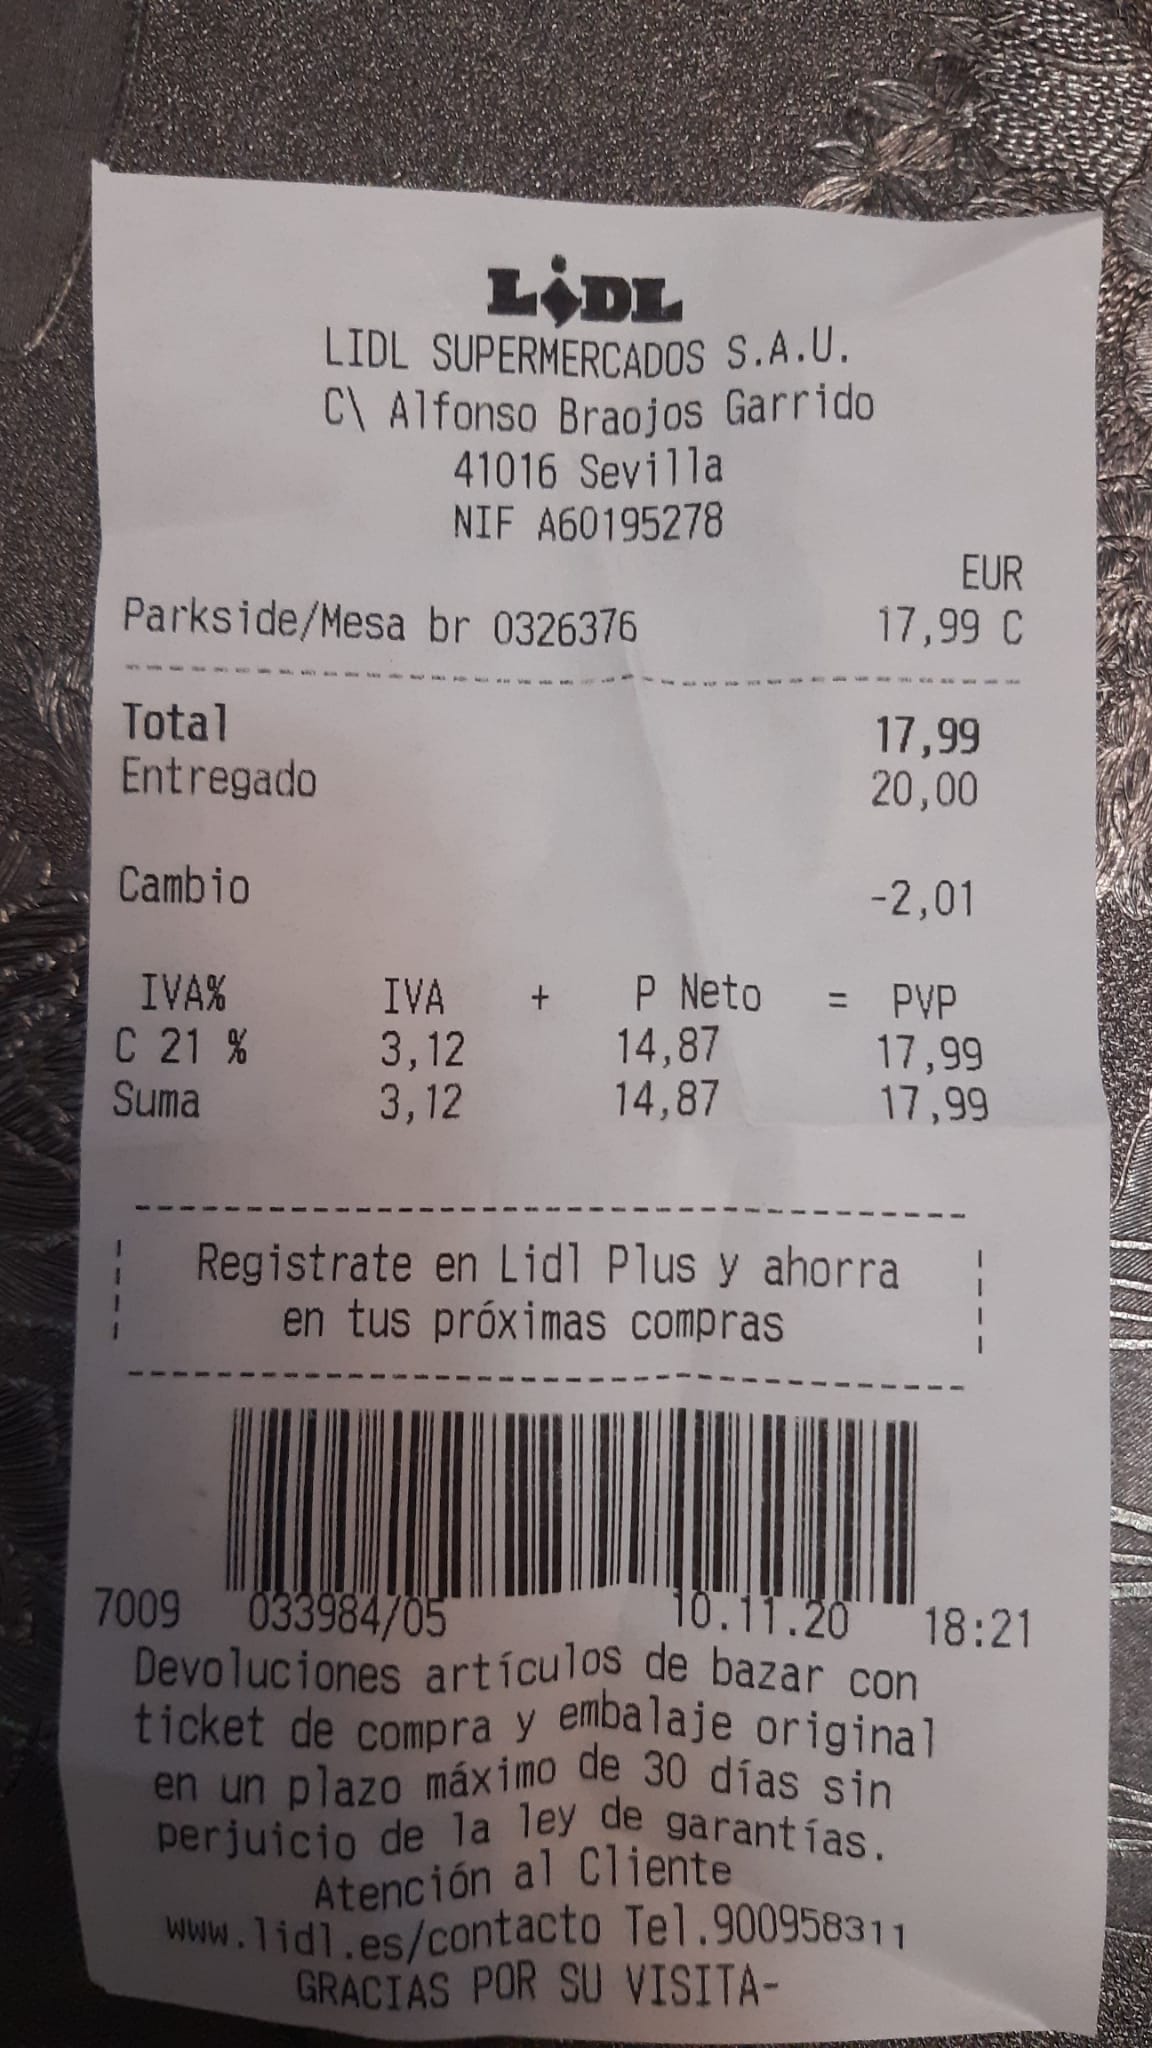 LiDL
LIDL SUPERMERCADOS S.A.U.
C\ Alfonso Braojos Garrido
41016 Sevilla
NIF A60195278
EUR
Parkside/Mesa br 0326376 17,99 C
Total 17,99
Entregado 20,00
Cambio -2,01
IVA% IVA + P Neto = PVP
C 21 % 3,12 14,87 17,99
Suma 3,12 14,87 17,99
Registrate en Lidl Plus y ahorra
en tus próximas compras
7009 033984/05 10.11.20 18:21
Devoluciones artículos de bazar con
ticket de compra y embalaje original
en un plazo máximo de 30 días sin
perjuicio de la ley de garantías.
Atención al Cliente
www.lidl.es/contacto Tel.900958311
GRACIAS POR SU VISITA-